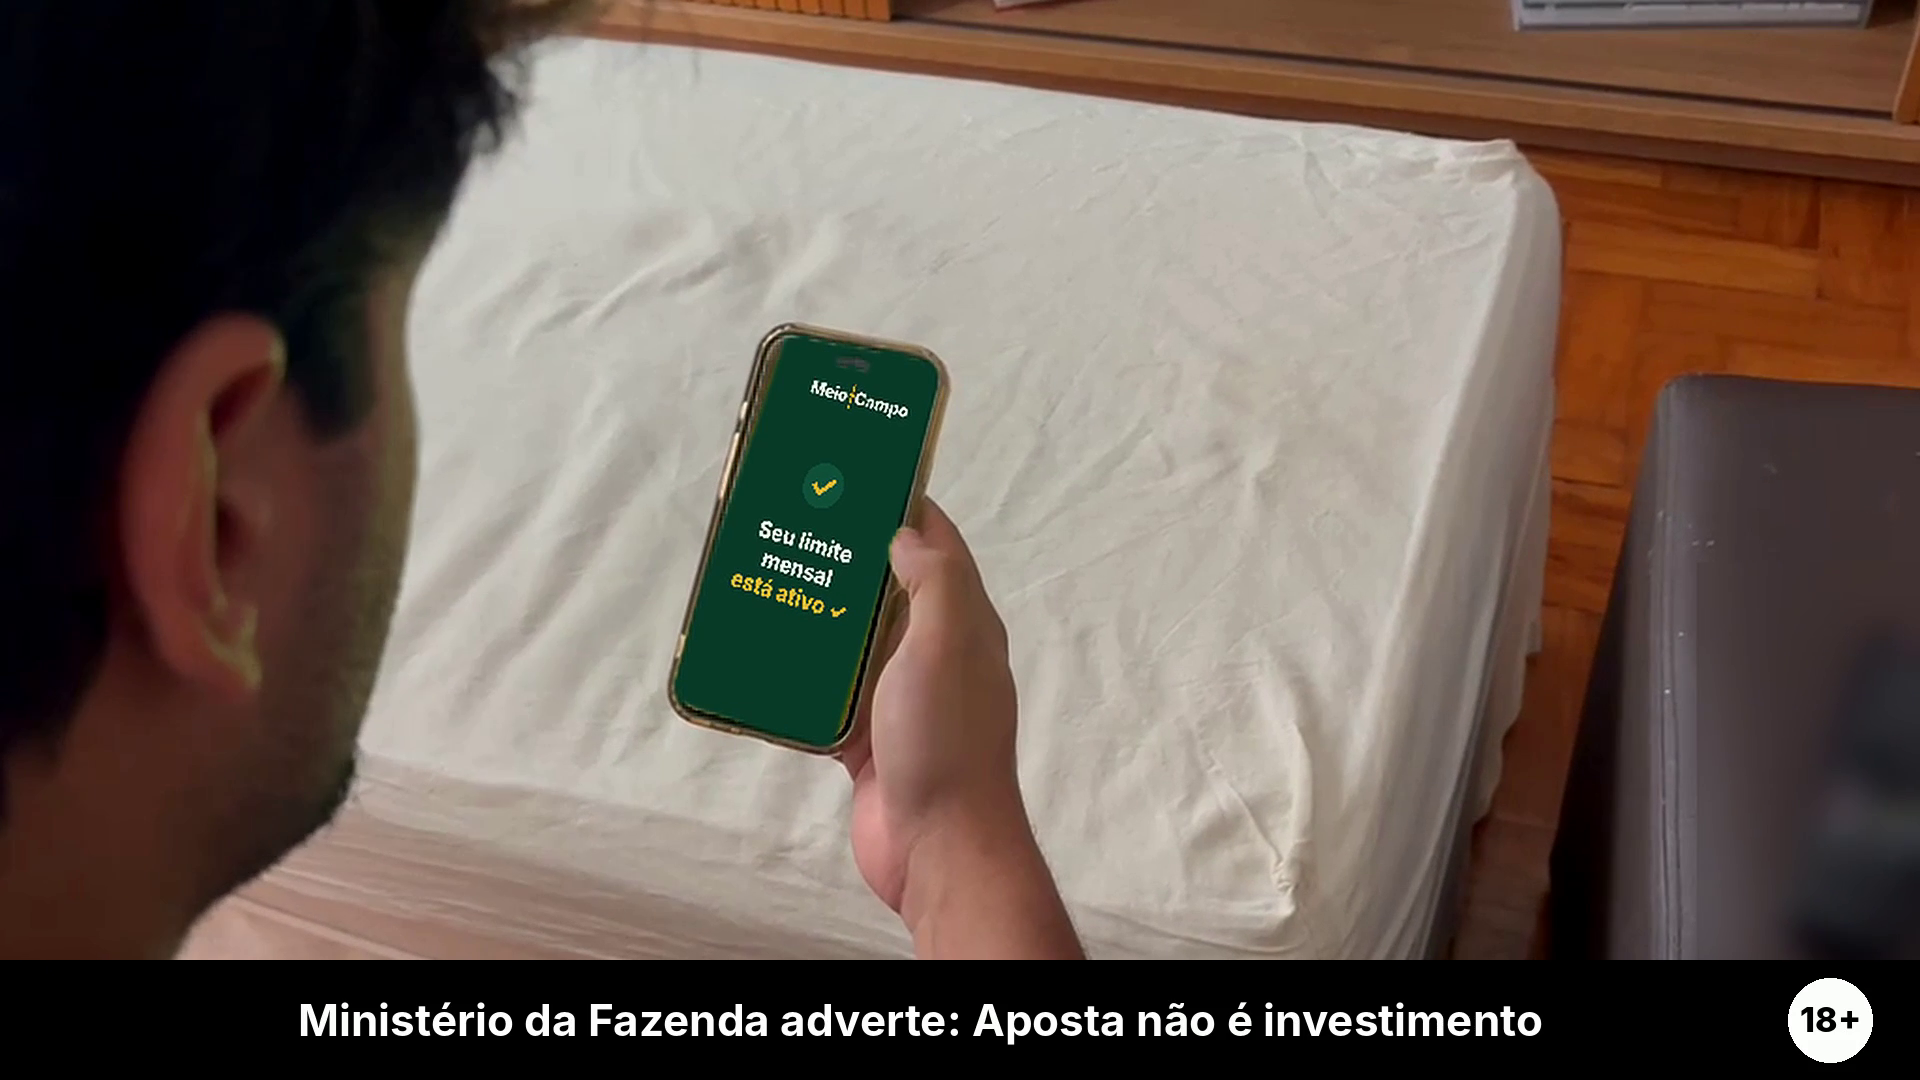 Meio Campo
Seu limite
mensal
está ativo ✓
Ministério da Fazenda adverte: Aposta não é investimento
18+